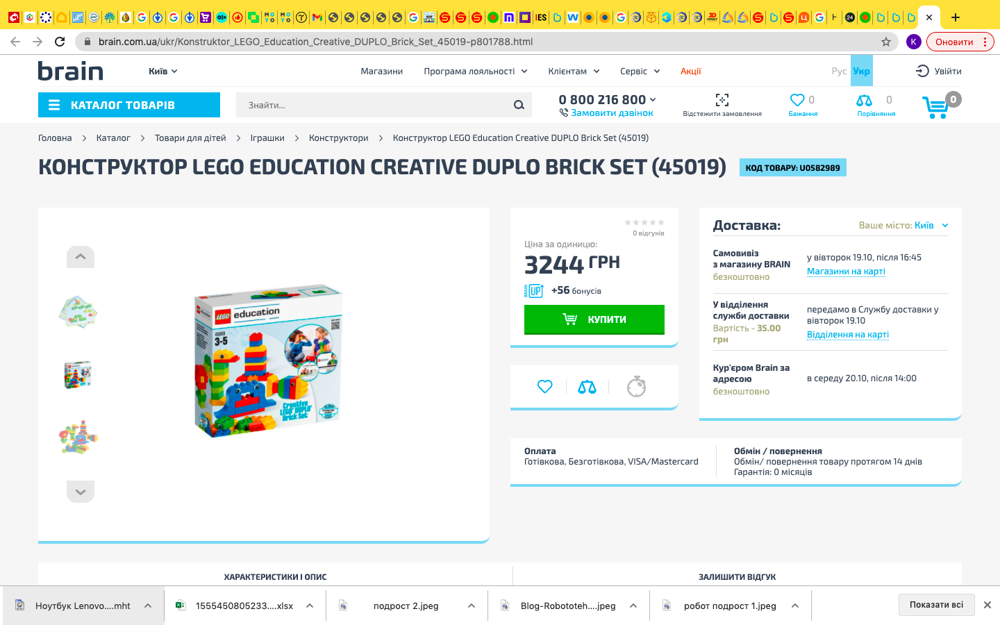 brain.com.ua/ukr/Konstruktor_LEGO_Education_Creative_DUPLO_Brick_Set_45019-p801788.html
K
Оновити
brain
Київ
Магазини
Програма лояльності
Клієнтам
Сервіс
Акції
Рус
Укр
Увійти
КАТАЛОГ ТОВАРІВ
Знайти...
0 800 216 800
Замовити дзвінок
Відстежити замовлення
0
Бажання
0
Порівняння
0
Головна
Каталог
Товари для дітей
Іграшки
Конструктори
Конструктор LEGO Education Creative DUPLO Brick Set (45019)
КОНСТРУКТОР LEGO EDUCATION CREATIVE DUPLO BRICK SET (45019)
КОД ТОВАРУ: U0582989
LEGO education
45019
3-5
Creative
LEGO DUPLO
Brick Set
0 відгуків
Ціна за одиницю:
3244 ГРН
BRAIN UP
+56 бонусів
КУПИТИ
Доставка:
Ваше місто: Київ
Самовивіз
з магазину BRAIN
безкоштовно
у вівторок 19.10, після 16:45
Магазини на карті
У відділення
служби доставки
Вартість - 35.00
грн
передамо в Службу доставки у
вівторок 19.10
Відділення на карті
Кур'єром Brain за
адресою
безкоштовно
в середу 20.10, після 14:00
Оплата
Готівкова, Безготівкова, VISA/Mastercard
Обмін / повернення
Обмін/ повернення товару протягом 14 днів
Гарантія: 0 місяців
ХАРАКТЕРИСТИКИ І ОПИС
ЗАЛИШИТИ ВІДГУК
Ноутбук Lenovo....mht
1555450805233....xlsx
подрост 2.jpeg
Blog-Robototeh....jpeg
робот подрост 1.jpeg
Показати всі